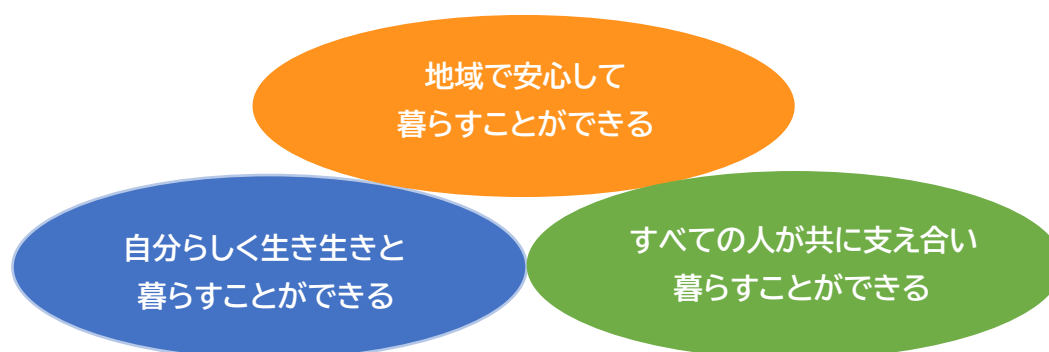 地域で安心して
暮らすことができる
自分らしく生き生きと
暮らすことができる
すべての人が共に支え合い
暮らすことができる